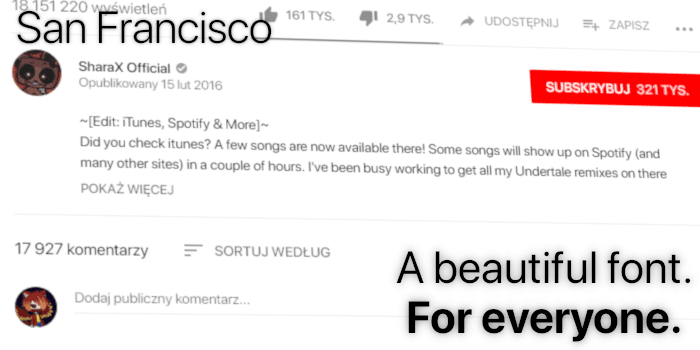 18 151 220 wyświetleń
San Francisco
161 TYS.
2,9 TYS.
UDOSTĘPNIJ
ZAPISZ
SharaX Official
Opublikowany 15 lut 2016
SUBSKRYBUJ 321 TYS.
~[Edit: iTunes, Spotify & More]~
Did you check itunes? A few songs are now available there! Some songs will show up on Spotify (and
many other sites) in a couple of hours. I've been busy working to get all my Undertale remixes on there
POKAŻ WIĘCEJ
17 927 komentarzy
SORTUJ WEDŁUG
Dodaj publiczny komentarz...
A beautiful font.
For everyone.